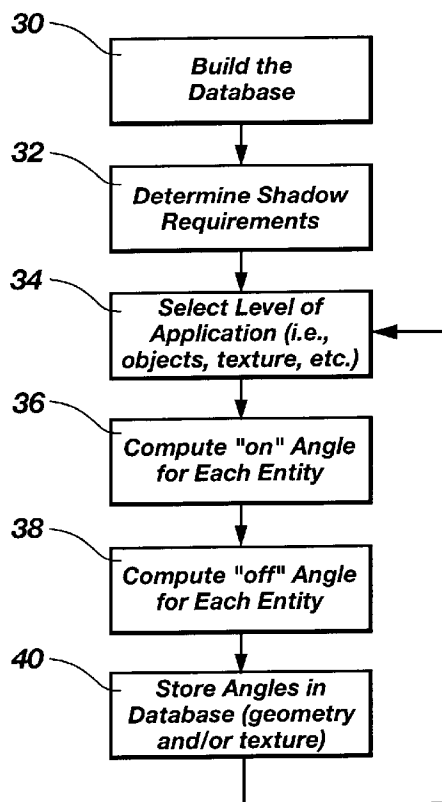 30
Build the
Database
32
Determine Shadow
Requirements
34
Select Level of
Application (i.e.,
objects, texture, etc.)
36
Compute "on" Angle
for Each Entity
38
Compute "off" Angle
for Each Entity
40
Store Angles in
Database (geometry
and/or texture)